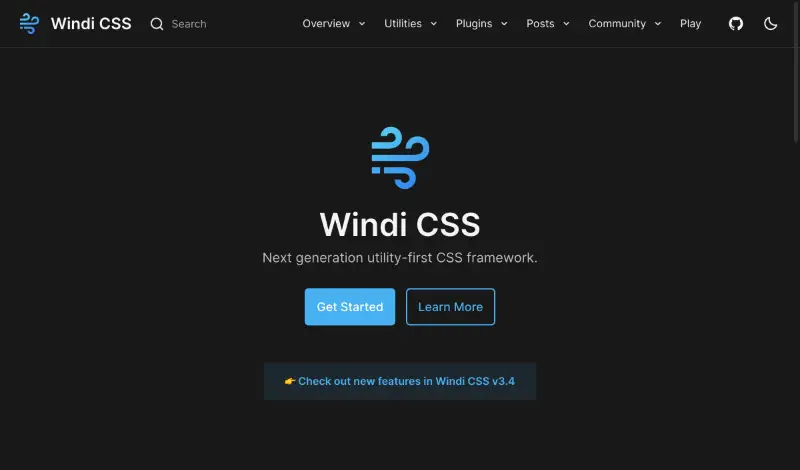 Windi CSS
Search
Overview
Utilities
Plugins
Posts
Community
Play
Windi CSS
Next generation utility-first CSS framework.
Get Started
Learn More
👉 Check out new features in Windi CSS v3.4